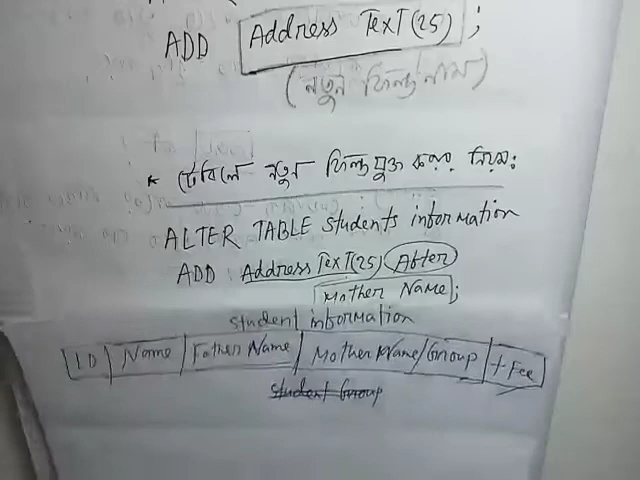 ADD Address TexT(25);
(নতুন ফিল্ড নাম)
* টেবিলে নতুন ফিল্ডযুক্ত করার নিয়ম:
ALTER TABLE students information
ADD Address TexT(25) After
Mother Name;
student information
ID Name Father Name Mother Name/Group t.Fee
student Group